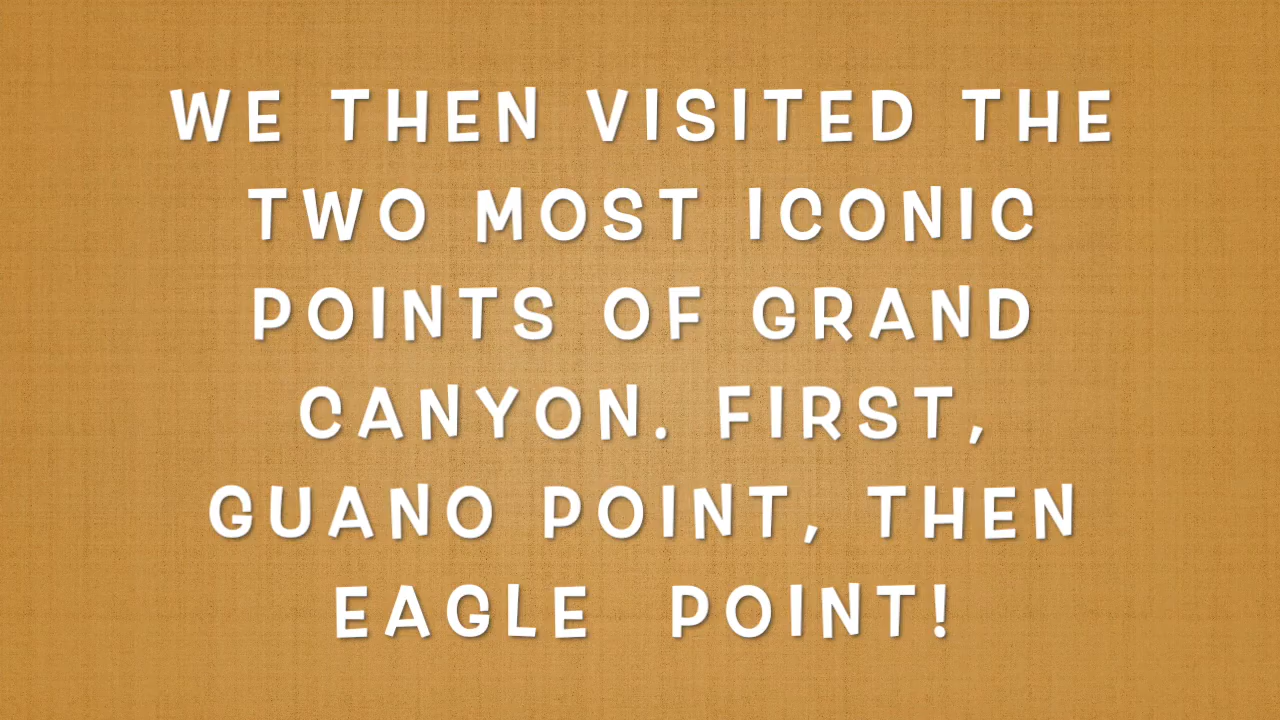 WE THEN VISITED THE
TWO MOST ICONIC
POINTS OF GRAND
CANYON. FIRST,
GUANO POINT, THEN
EAGLE  POINT!